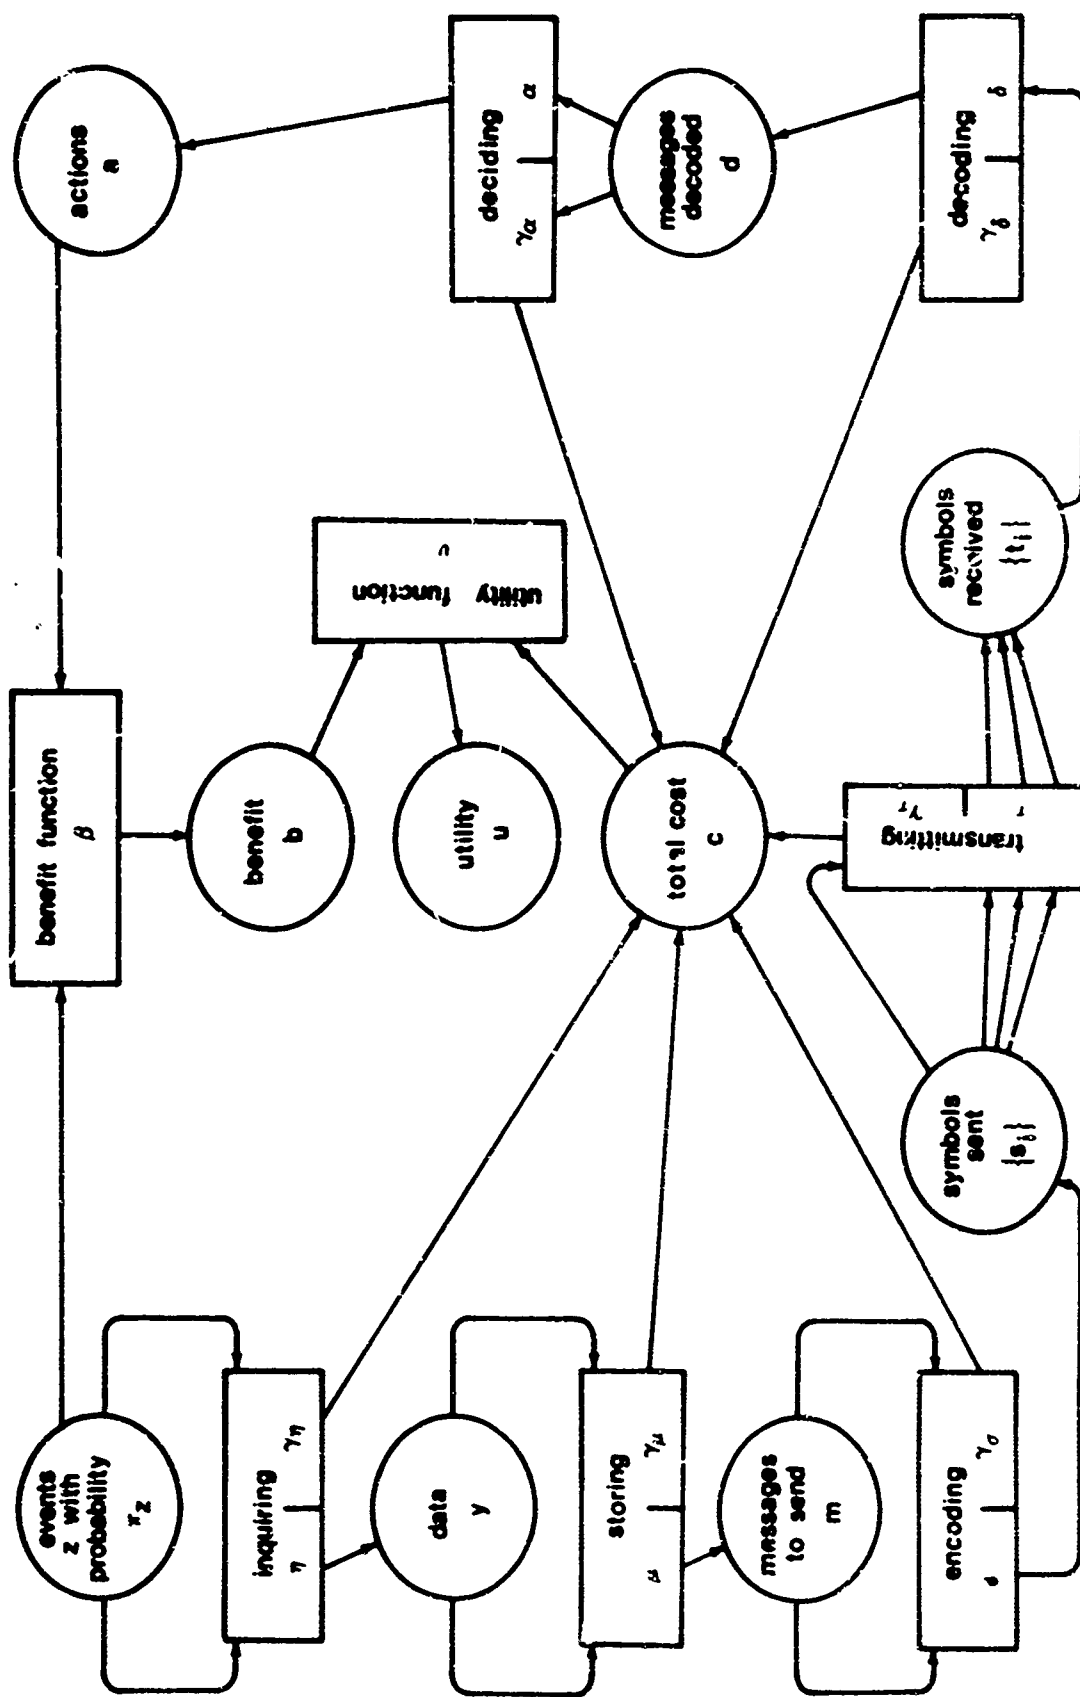 events
z with
probability
π_z
inquiring
η γ_η
data
y
storing
μ γ_μ
messages
to send
m
encoding
γ_σ
benefit function
β
benefit
b
utility
u
total cost
c
utility function
υ
symbols
sent
{s_j}
transmitting
τ γ_τ
symbols
received
{t_i}
actions
a
deciding
γ_α α
messages
decoded
d
decoding
γ_δ δ